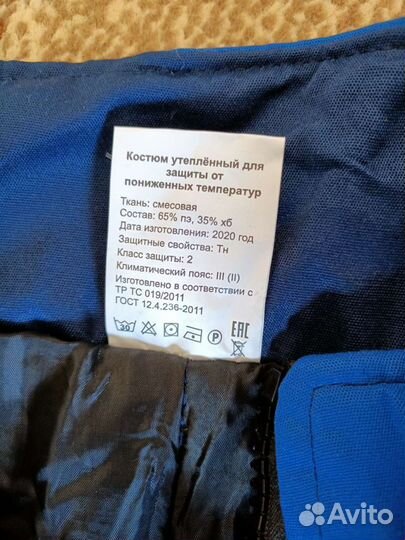 Костюм утеплённый для
защиты от
пониженных температур
Ткань: смесовая
Состав: 65% пэ, 35% хб
Дата изготовления: 2020 год
Защитные свойства: Тн
Класс защиты: 2
Климатический пояс: III (II)
Изготовлено в соответствии с
ТР ТС 019/2011
ГОСТ 12.4.236-2011
30 P EAC
Avito